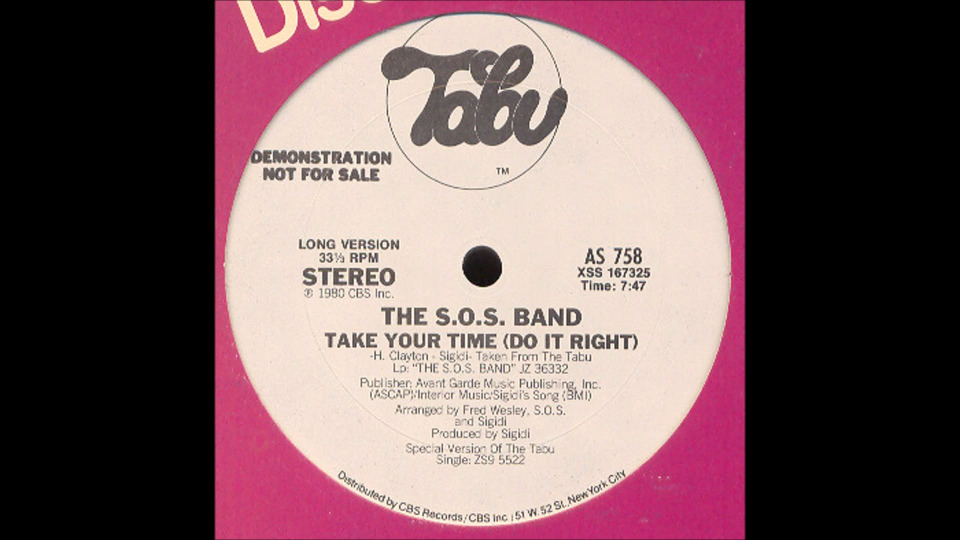 Disc
Tabu
TM
DEMONSTRATION
NOT FOR SALE
LONG VERSION
33⅓ RPM
STEREO
℗ 1980 CBS Inc.
AS 758
XSS 167325
Time: 7:47
THE S.O.S. BAND
TAKE YOUR TIME (DO IT RIGHT)
-H. Clayton - Sigidi- Taken From The Tabu
Lp: "THE S.O.S. BAND" JZ 36332
Publisher: Avant Garde Music Publishing, Inc.
(ASCAP)/Interior Music/Sigidi's Song (BMI)
Arranged by Fred Wesley, S.O.S.
and Sigidi
Produced by Sigidi
Special Version Of The Tabu
Single: ZS9 5522
Distributed by CBS Records/CBS Inc./51 W. 52 St. New York City